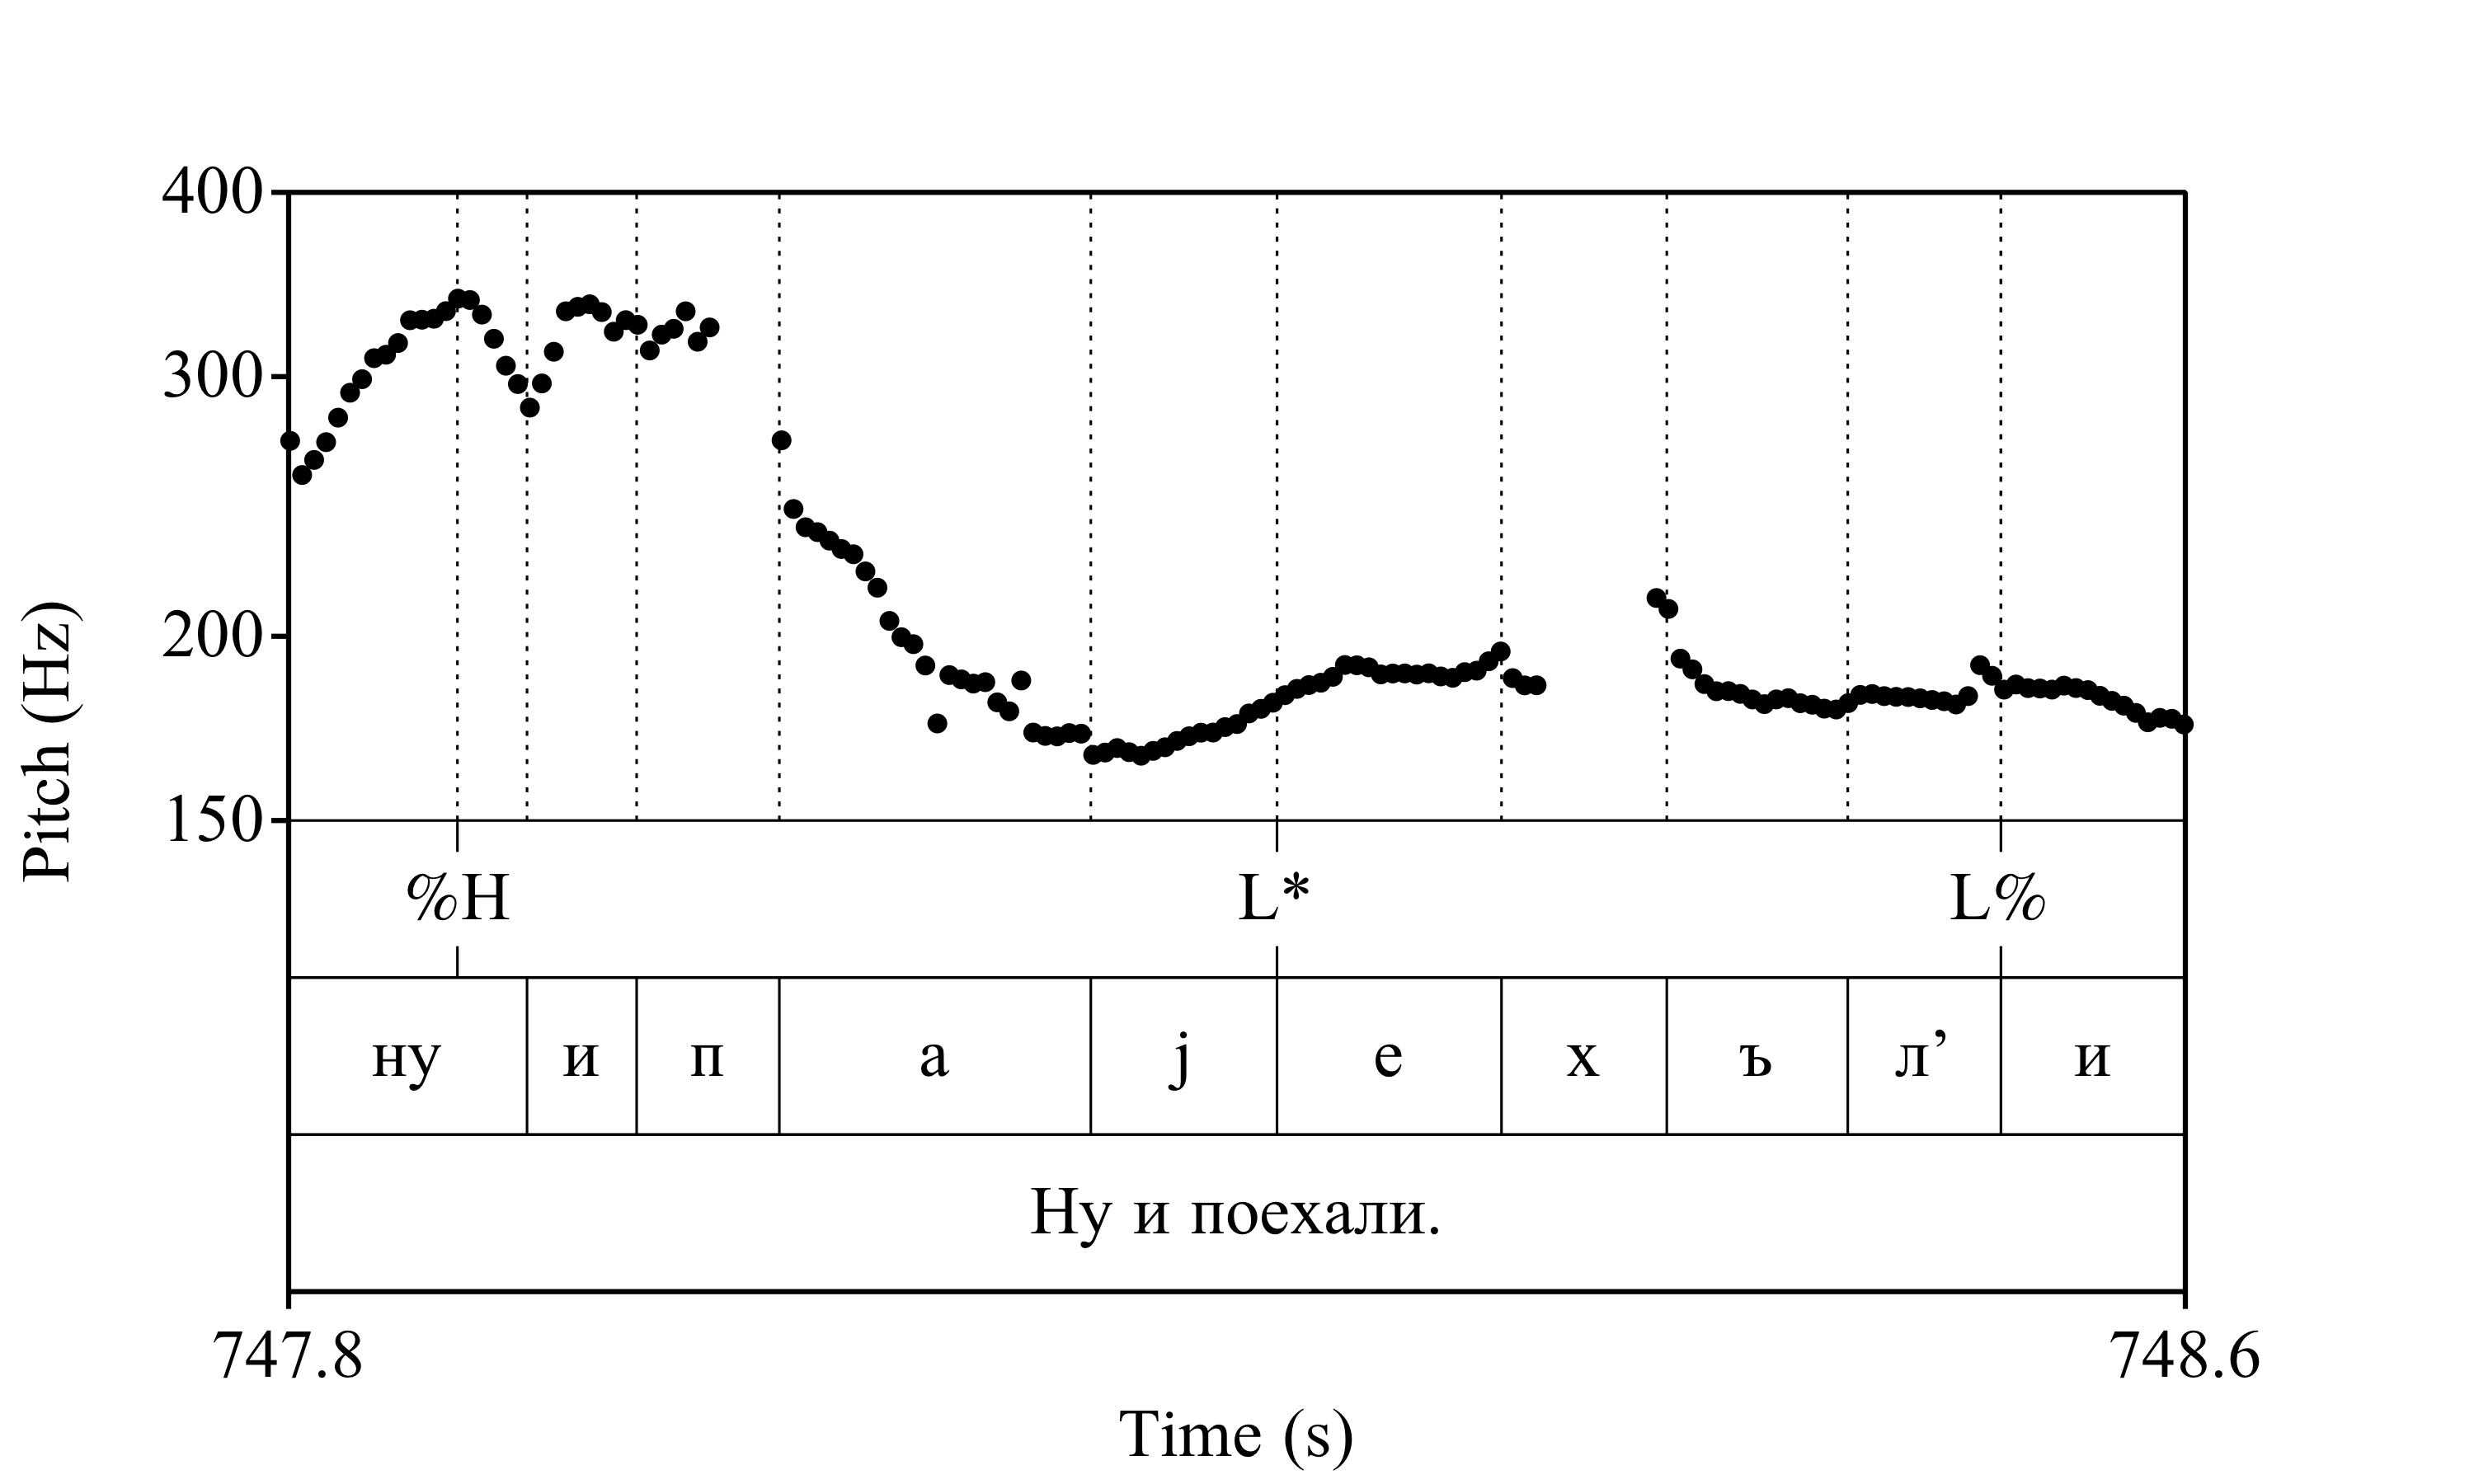 400
300
200
150
Pitch (Hz)
%H L* L%
ну и п а j е х ъ л’ и
Ну и поехали.
747.8 748.6
Time (s)